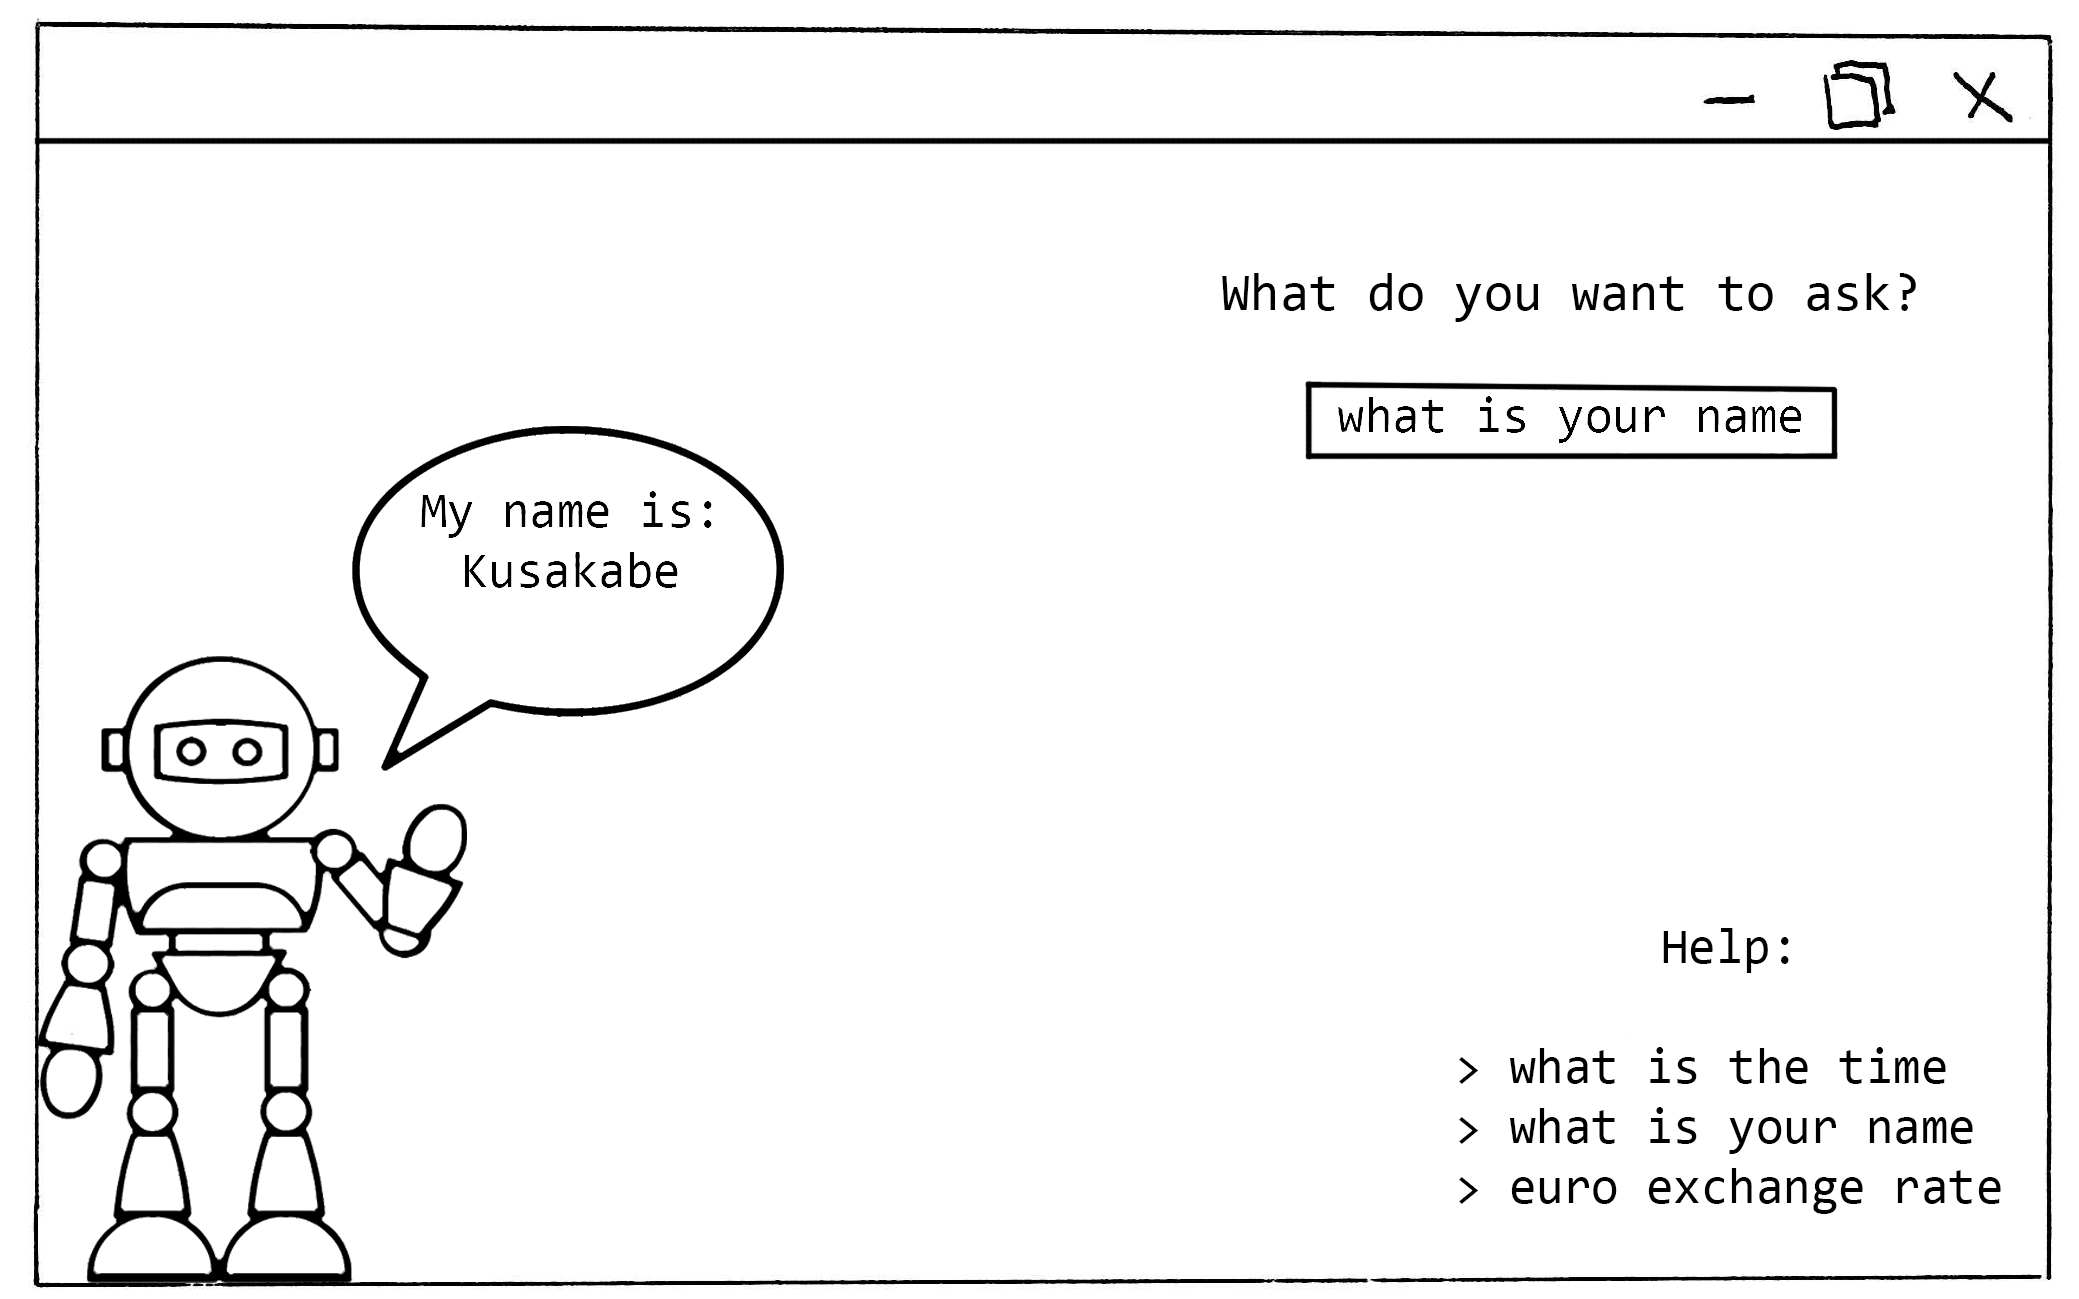 What do you want to ask?
what is your name
My name is:
Kusakabe
Help:
> what is the time
> what is your name
> euro exchange rate